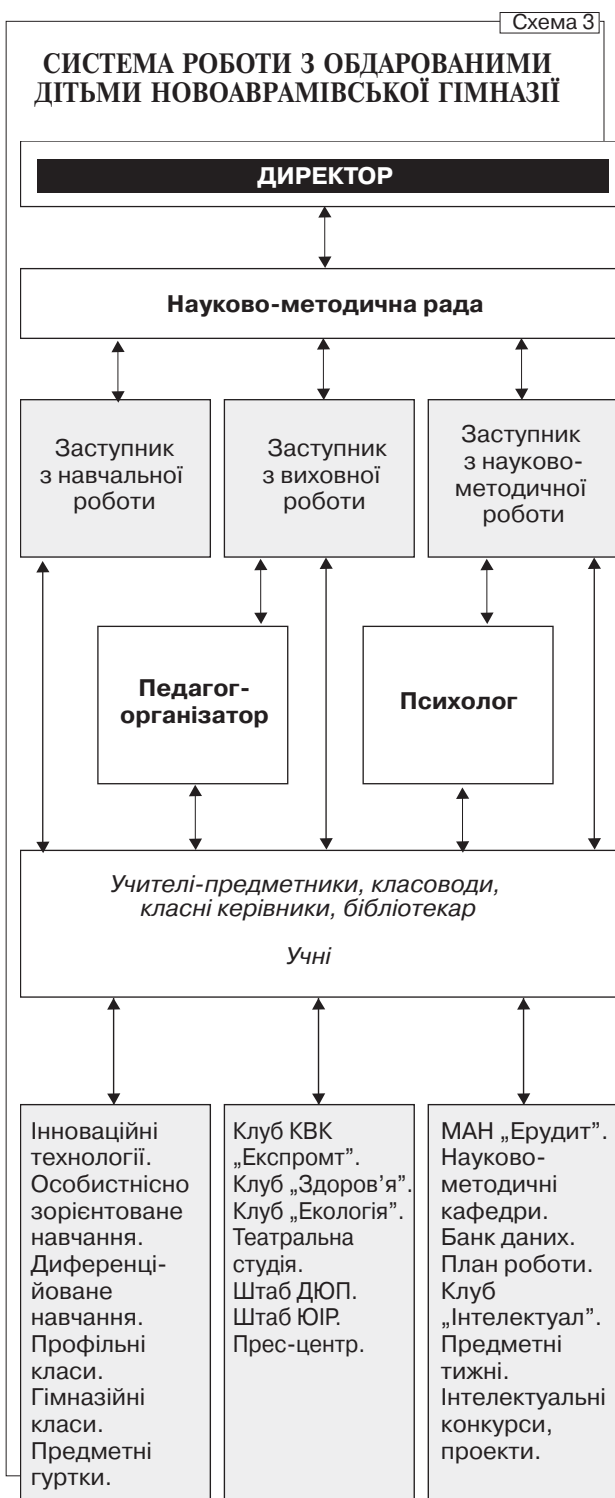 Схема 3
СИСТЕМА РОБОТИ З ОБДАРОВАНИМИ
ДІТЬМИ НОВОАВРАМІВСЬКОЇ ГІМНАЗІЇ
ДИРЕКТОР
Науково-методична рада
Заступник
з навчальної
роботи
Заступник
з виховної
роботи
Заступник
з науково-
методичної
роботи
Педагог-
організатор
Психолог
Учителі-предметники, класоводи,
класні керівники, бібліотекар
Учні
Інноваційні
технології.
Особистнісно
зорієнтоване
навчання.
Диференці-
йоване
навчання.
Профільні
класи.
Гімназійні
класи.
Предметні
гуртки.
Клуб КВК
„Експромт”.
Клуб „Здоров’я”.
Клуб „Екологія”.
Театральна
студія.
Штаб ДЮП.
Штаб ЮІР.
Прес-центр.
МАН „Ерудит”.
Науково-
методичні
кафедри.
Банк даних.
План роботи.
Клуб
„Інтелектуал”.
Предметні
тижні.
Інтелектуальні
конкурси,
проекти.